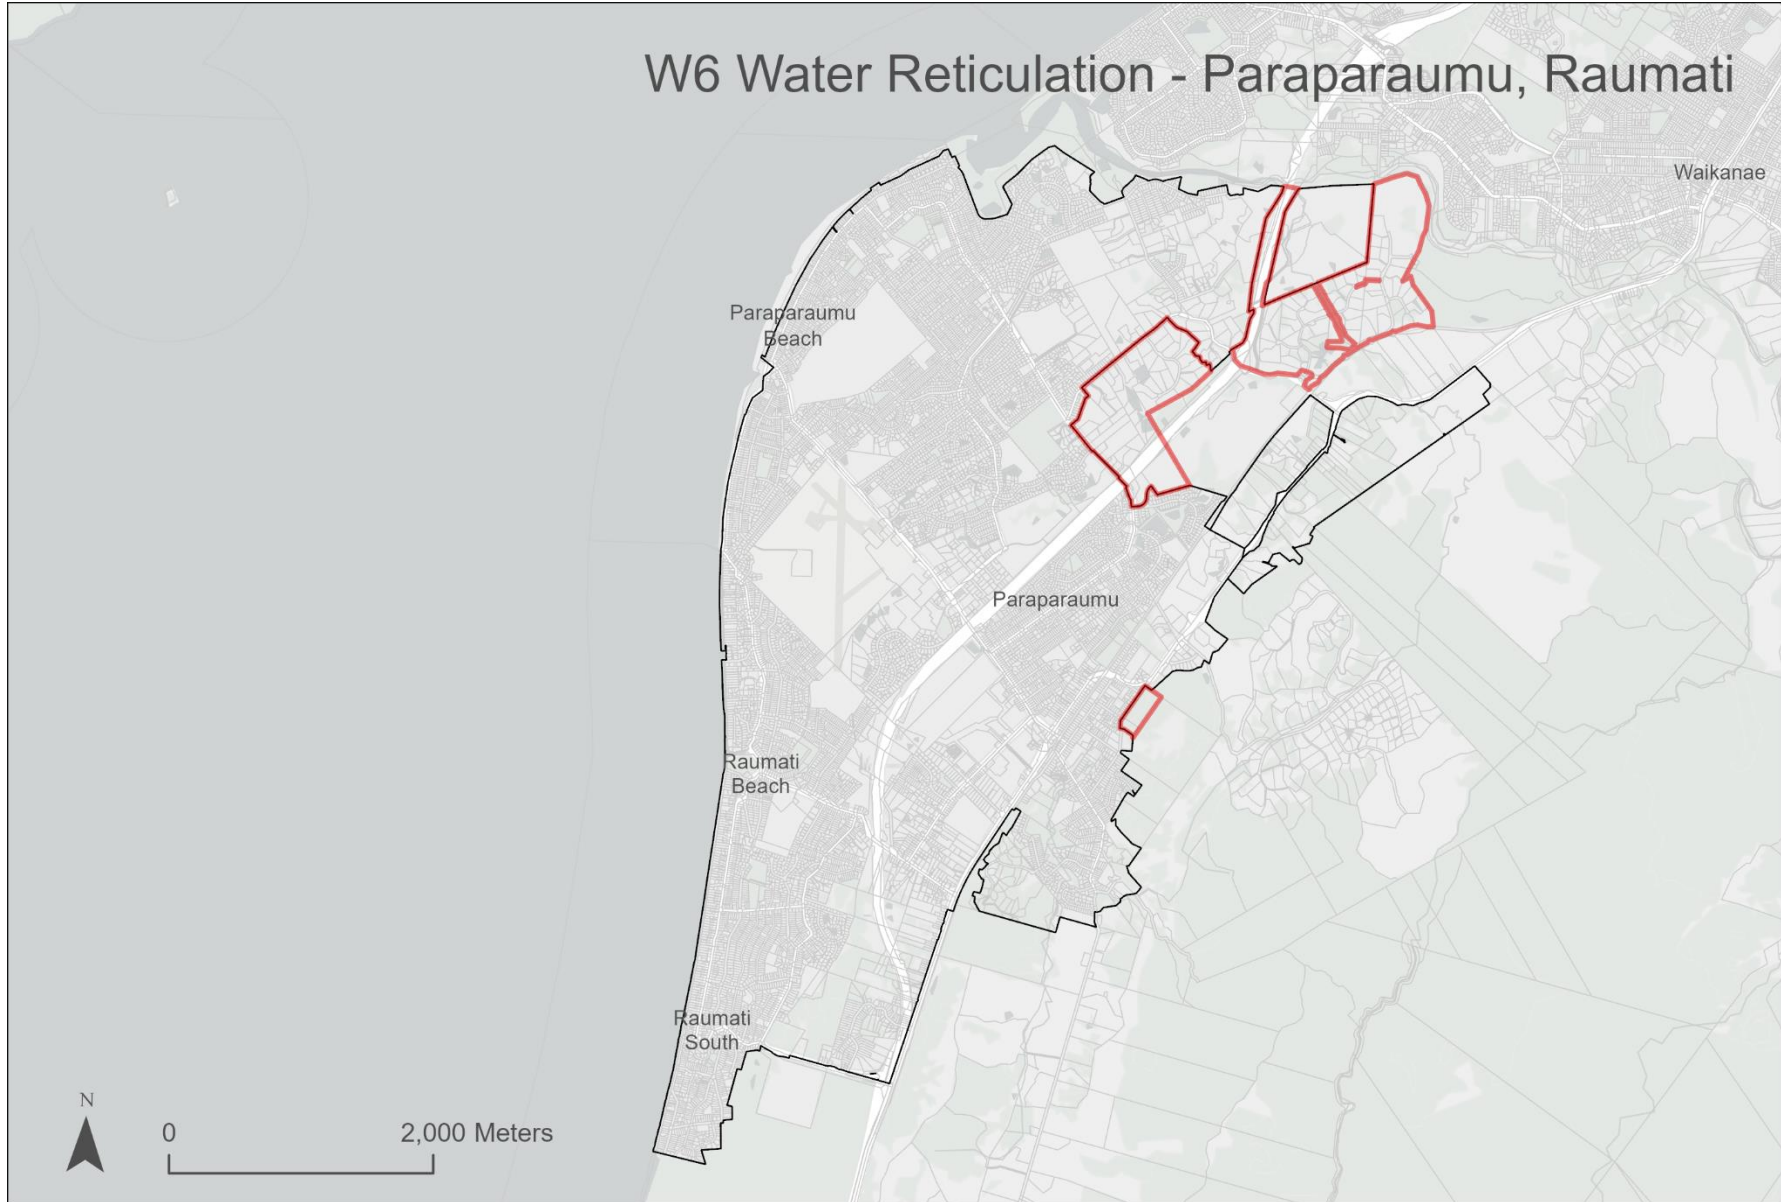 W6 Water Reticulation - Paraparaumu, Raumati
Waikanae
Paraparaumu
Beach
Paraparaumu
Raumati
Beach
Raumati
South
N
0 2,000 Meters